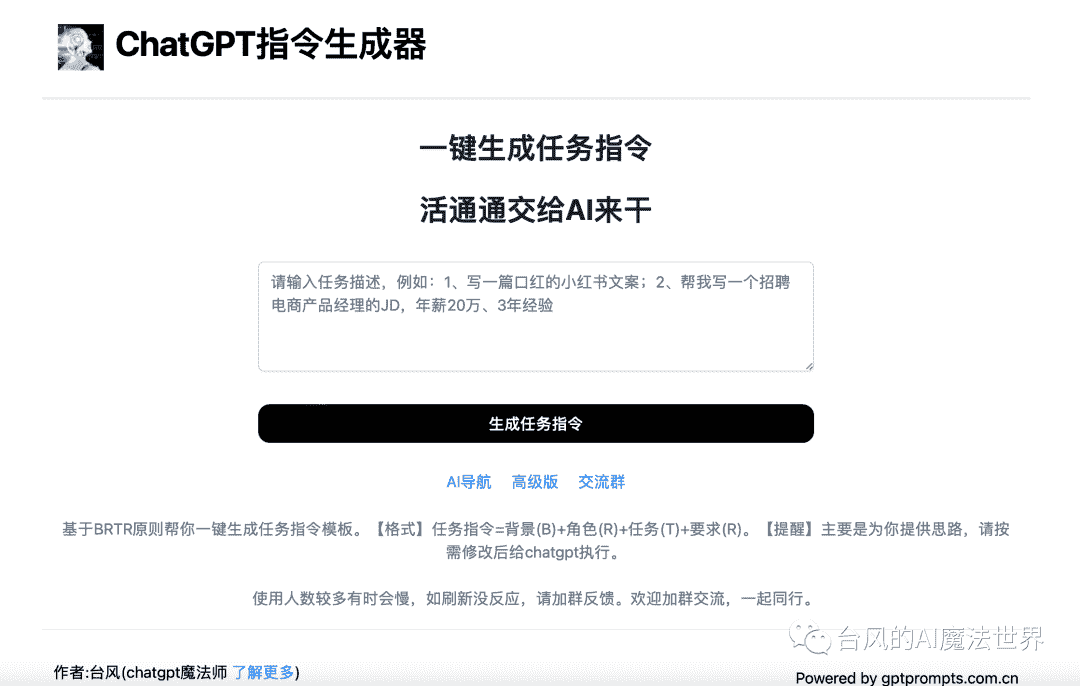 ChatGPT指令生成器
一键生成任务指令
活通通交给AI来干
请输入任务描述，例如：1、写一篇口红的小红书文案；2、帮我写一个招聘
电商产品经理的JD，年薪20万、3年经验
生成任务指令
AI导航 高级版 交流群
基于BRTR原则帮你一键生成任务指令模板。【格式】任务指令=背景(B)+角色(R)+任务(T)+要求(R)。【提醒】主要是为你提供思路，请按
需修改后给chatgpt执行。
使用人数较多有时会慢，如刷新没反应，请加群反馈。欢迎加群交流，一起同行。
台风的AI魔法世界
作者:台风(chatgpt魔法师 了解更多)
Powered by gptprompts.com.cn